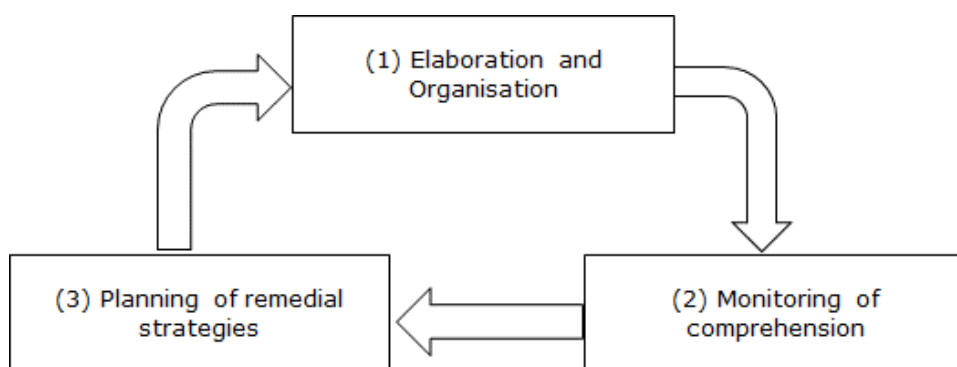 (1) Elaboration and
Organisation
(2) Monitoring of
comprehension
(3) Planning of remedial
strategies